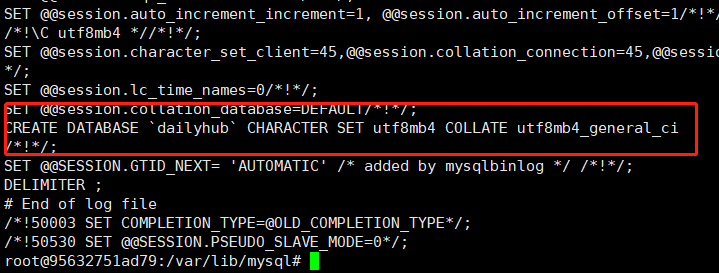 SET @@session.auto_increment_increment=1, @@session.auto_increment_offset=1/*!*/
/*!\C utf8mb4 *//*!*/;
SET @@session.character_set_client=45,@@session.collation_connection=45,@@sessio
*/;
SET @@session.lc_time_names=0/*!*/;
SET @@session.collation_database=DEFAULT/*!*/;
CREATE DATABASE `dailyhub` CHARACTER SET utf8mb4 COLLATE utf8mb4_general_ci
/*!*/;
SET @@SESSION.GTID_NEXT= 'AUTOMATIC' /* added by mysqlbinlog */ /*!*/;
DELIMITER ;
# End of log file
/*!50003 SET COMPLETION_TYPE=@OLD_COMPLETION_TYPE*/;
/*!50530 SET @@SESSION.PSEUDO_SLAVE_MODE=0*/;
root@95632751ad79:/var/lib/mysql#